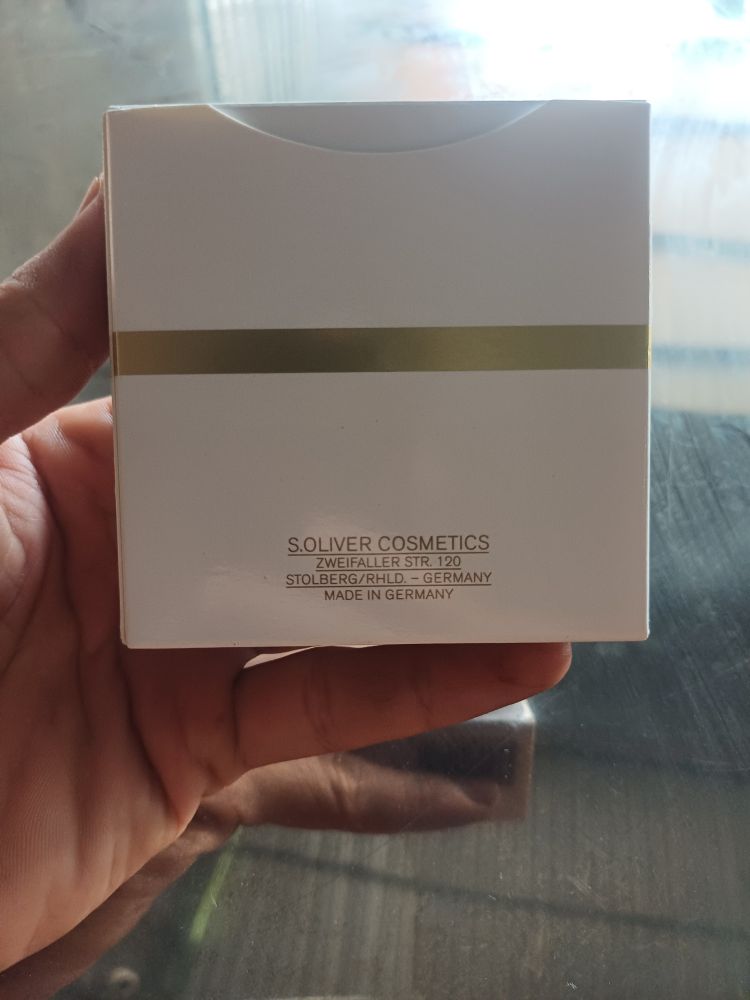 S.OLIVER COSMETICS
ZWEIFALLER STR. 120
STOLBERG/RHLD. – GERMANY
MADE IN GERMANY